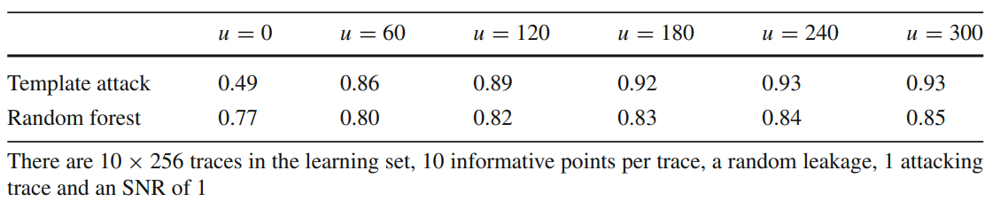 u = 0 u = 60 u = 120 u = 180 u = 240 u = 300
Template attack 0.49 0.86 0.89 0.92 0.93 0.93
Random forest 0.77 0.80 0.82 0.83 0.84 0.85
There are 10 × 256 traces in the learning set, 10 informative points per trace, a random leakage, 1 attacking
trace and an SNR of 1